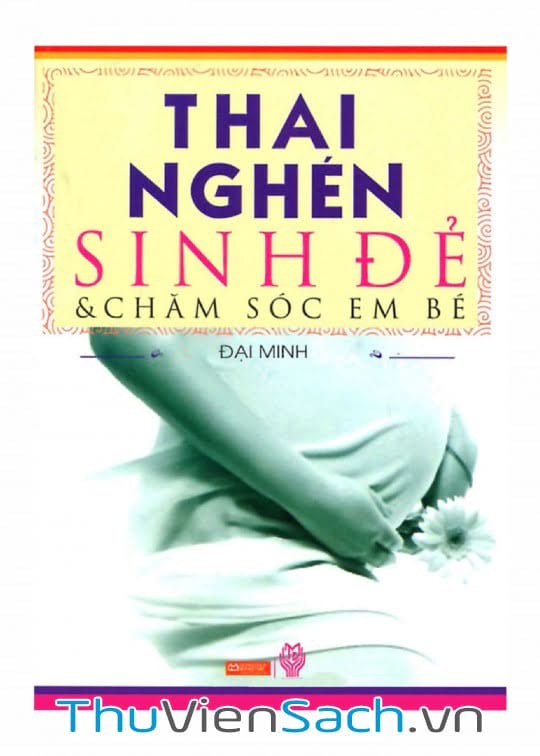 THAI
NGHÉN
SINH ĐẺ
& CHĂM SÓC EM BÉ
ĐẠI MINH
ThuVienSach.vn